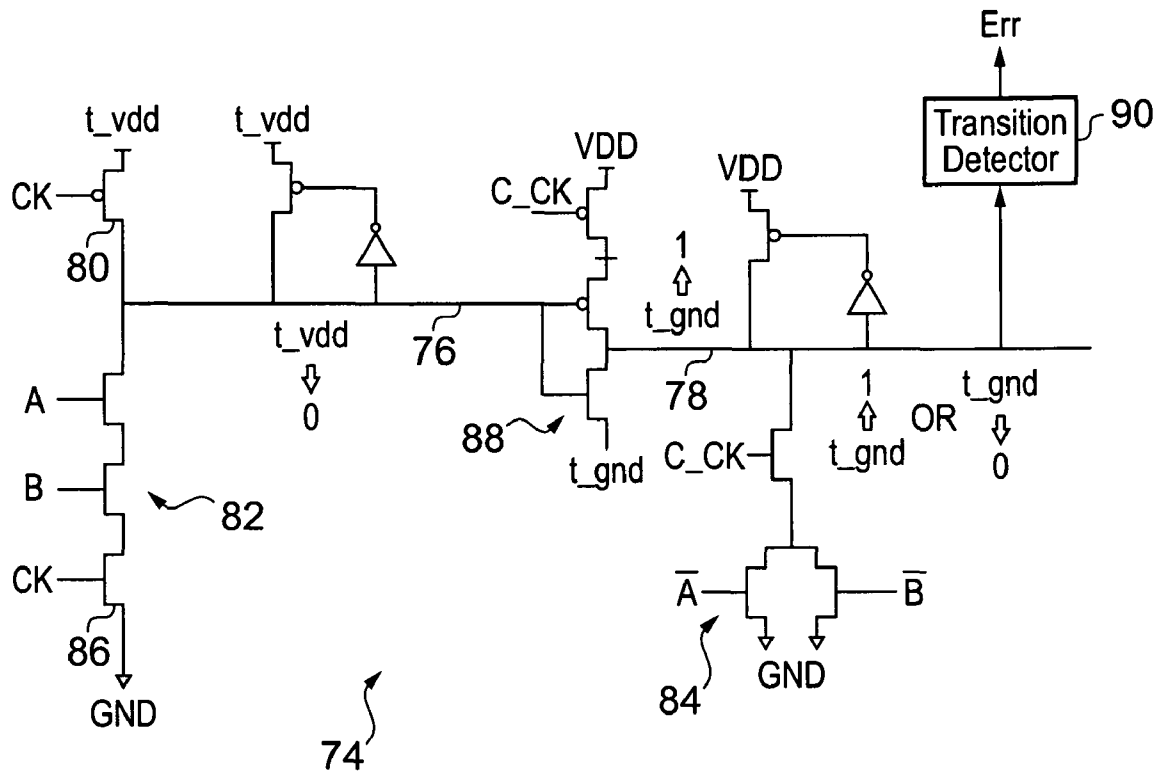 Err
Transition
Detector
90
t_vdd
t_vdd
VDD
VDD
CK
C_CK
80
1
t_gnd
76
t_vdd
0
78
A
88
1
t_gnd
OR
t_gnd
0
t_gnd
C_CK
B
82
CK
A̅
B̅
86
84
GND
GND
74